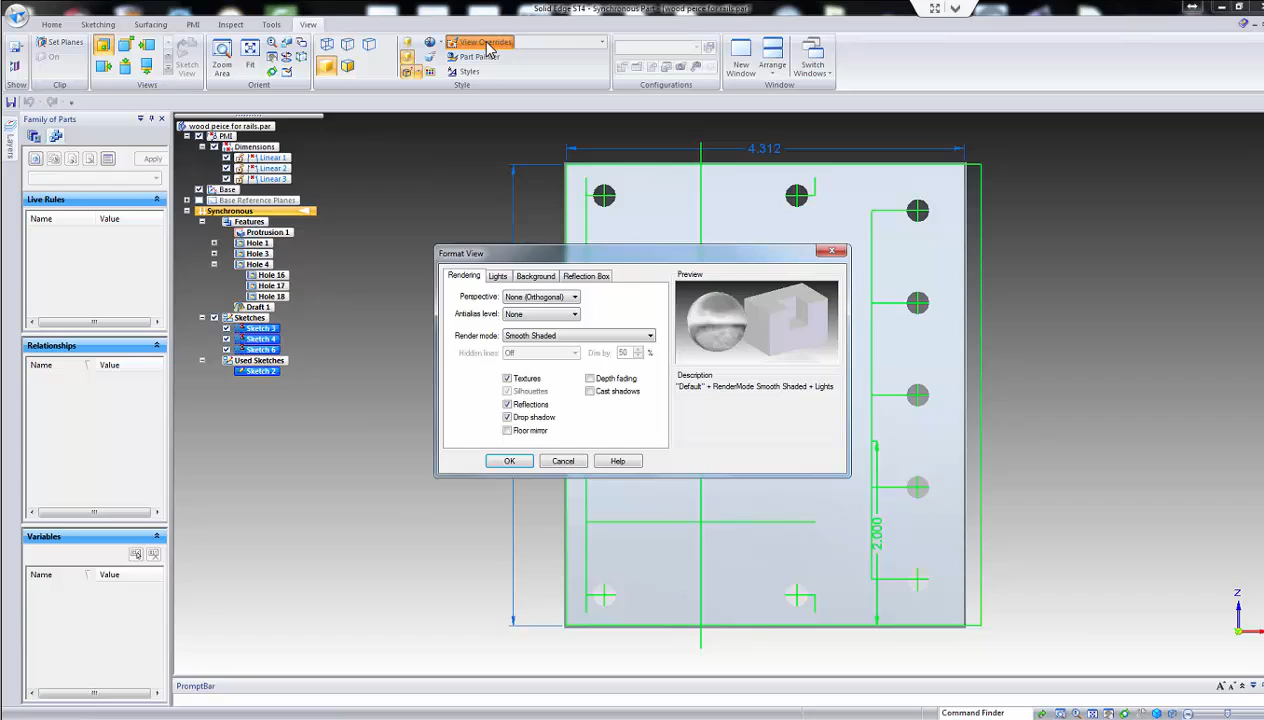 Solid Edge ST4 - Synchronous Part - [wood peice for rails.par]
Home Sketching Surfacing PMI Inspect Tools View
Set Planes
On
Sketch View
Zoom Area
Fit
View Overrides
Part Painter
Styles
New Window
Arrange
Switch Windows
Show Clip Views Orient Style Configurations Window
Layers
Family of Parts
Apply
Live Rules
Name Value
Relationships
Name Value
Variables
Name Value
wood peice for rails.par
PMI
Dimensions
Linear 1
Linear 2
Linear 3
Base
Base Reference Planes
Synchronous
Features
Protrusion 1
Hole 1
Hole 3
Hole 4
Hole 16
Hole 17
Hole 18
Draft 1
Sketches
Sketch 3
Sketch 4
Sketch 6
Used Sketches
Sketch 2
4.312
2.000
Z
Format View
Rendering Lights Background Reflection Box
Perspective: None (Orthogonal)
Antialias level: None
Render mode: Smooth Shaded
Hidden lines: Off Dim by: 50 %
Textures Depth fading
Silhouettes Cast shadows
Reflections
Drop shadow
Floor mirror
Preview
Description
"Default" + RenderMode Smooth Shaded + Lights
OK Cancel Help
PromptBar
Command Finder